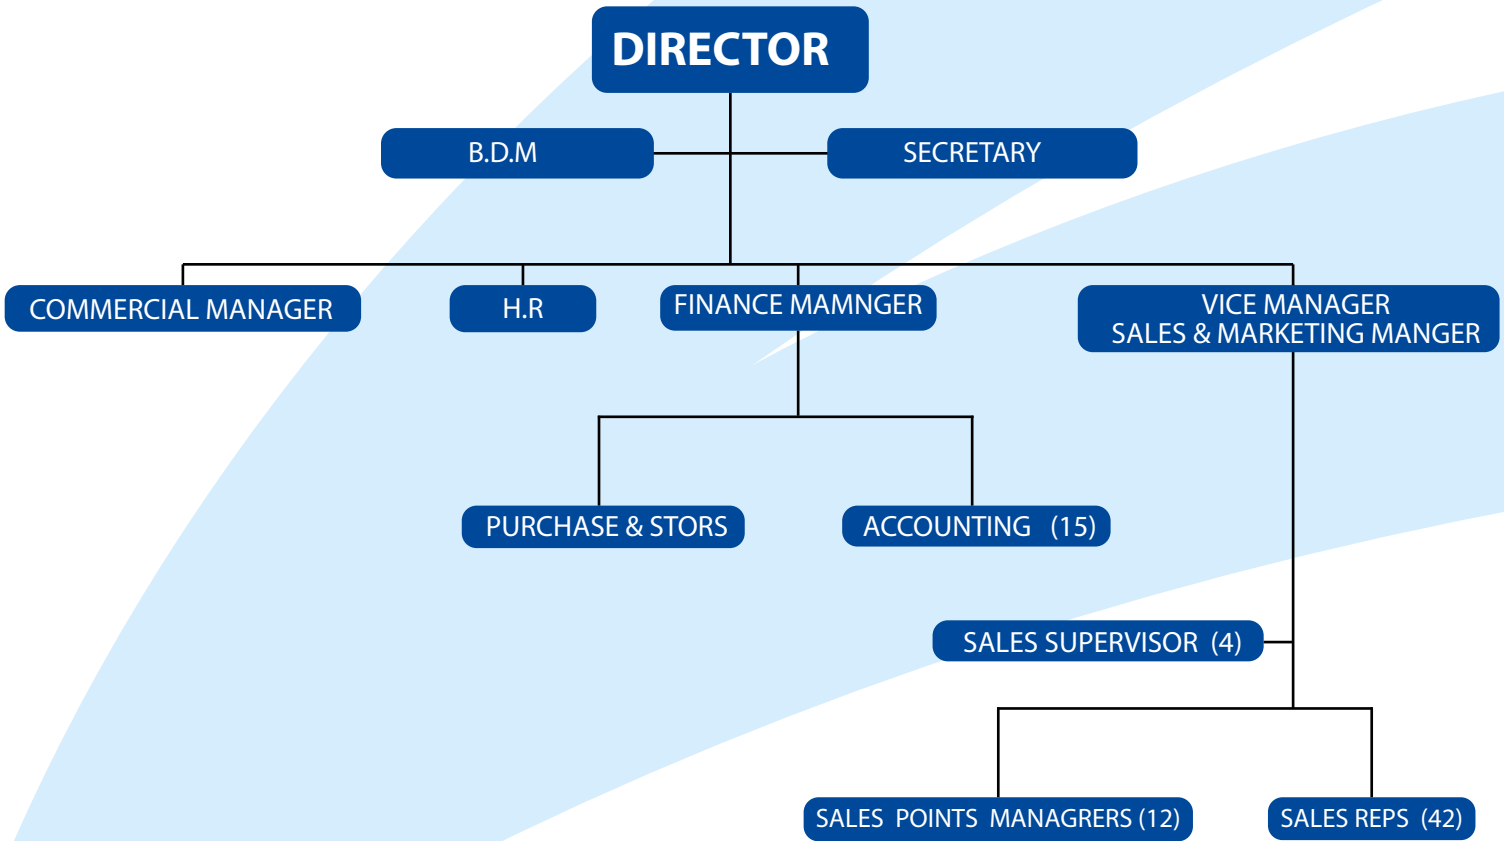 DIRECTOR
B.D.M
SECRETARY
COMMERCIAL MANAGER
H.R
FINANCE MAMNGER
VICE MANAGER
SALES & MARKETING MANGER
PURCHASE & STORS
ACCOUNTING (15)
SALES SUPERVISOR (4)
SALES POINTS MANAGRERS (12)
SALES REPS (42)